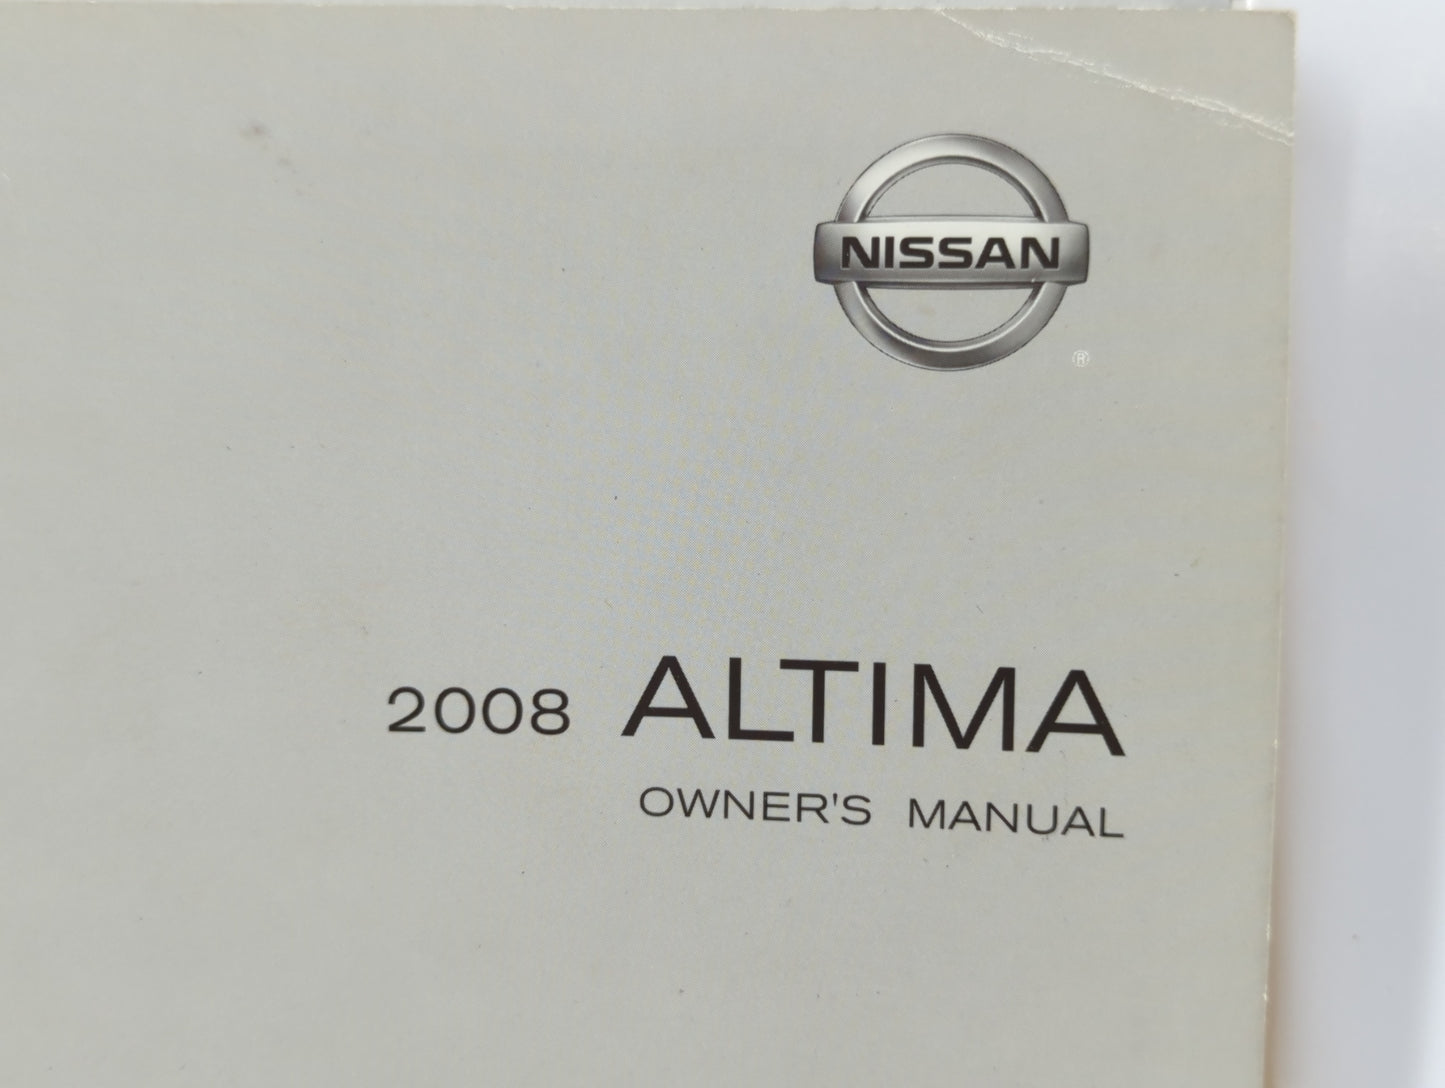 NISSAN
®
2008 ALTIMA
OWNER'S MANUAL